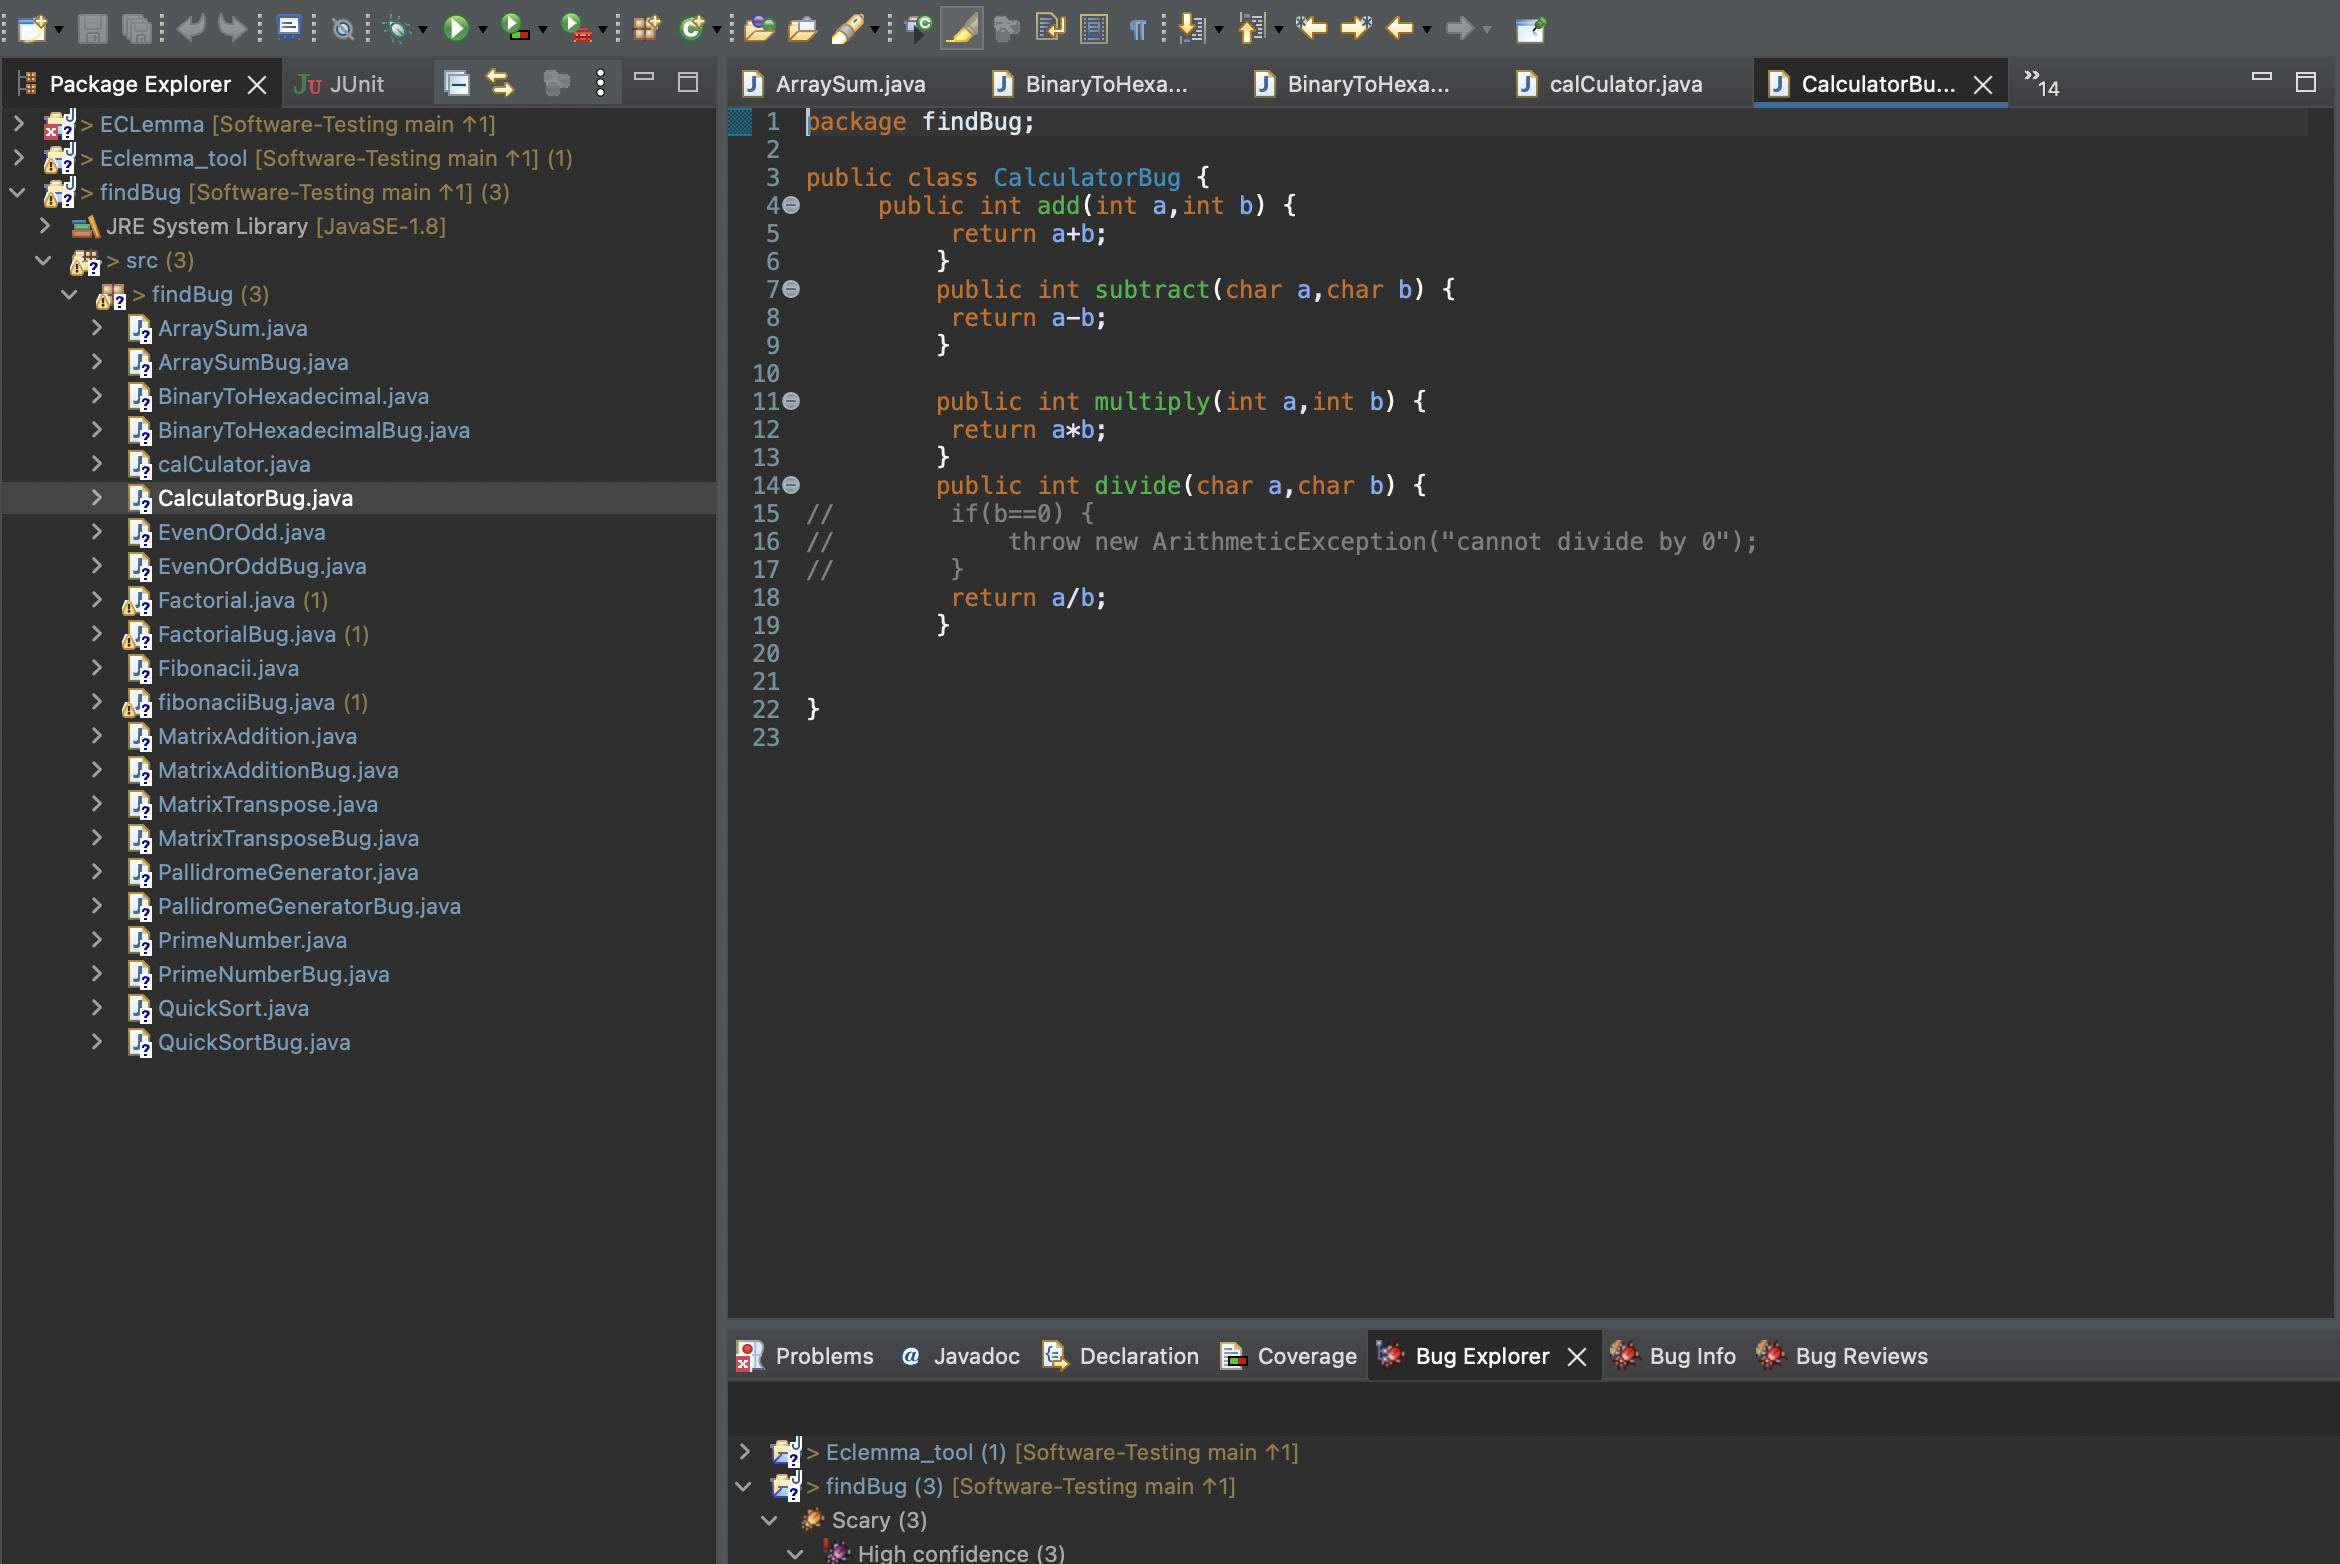 Package Explorer
JUnit
> ECLemma [Software-Testing main ↑1]
> Eclemma_tool [Software-Testing main ↑1] (1)
> findBug [Software-Testing main ↑1] (3)
JRE System Library [JavaSE-1.8]
> src (3)
> findBug (3)
ArraySum.java
ArraySumBug.java
BinaryToHexadecimal.java
BinaryToHexadecimalBug.java
calCulator.java
CalculatorBug.java
EvenOrOdd.java
EvenOrOddBug.java
Factorial.java (1)
FactorialBug.java (1)
Fibonacii.java
fibonaciiBug.java (1)
MatrixAddition.java
MatrixAdditionBug.java
MatrixTranspose.java
MatrixTransposeBug.java
PallidromeGenerator.java
PallidromeGeneratorBug.java
PrimeNumber.java
PrimeNumberBug.java
QuickSort.java
QuickSortBug.java
ArraySum.java BinaryToHexa... BinaryToHexa... calCulator.java CalculatorBu... »14
1 package findBug;
2
3 public class CalculatorBug {
4 public int add(int a,int b) {
5 return a+b;
6 }
7 public int subtract(char a,char b) {
8 return a-b;
9 }
10
11 public int multiply(int a,int b) {
12 return a*b;
13 }
14 public int divide(char a,char b) {
15 // if(b==0) {
16 // throw new ArithmeticException("cannot divide by 0");
17 // }
18 return a/b;
19 }
20
21
22 }
23
Problems @ Javadoc Declaration Coverage Bug Explorer Bug Info Bug Reviews
> Eclemma_tool (1) [Software-Testing main ↑1]
> findBug (3) [Software-Testing main ↑1]
Scary (3)
High confidence (3)